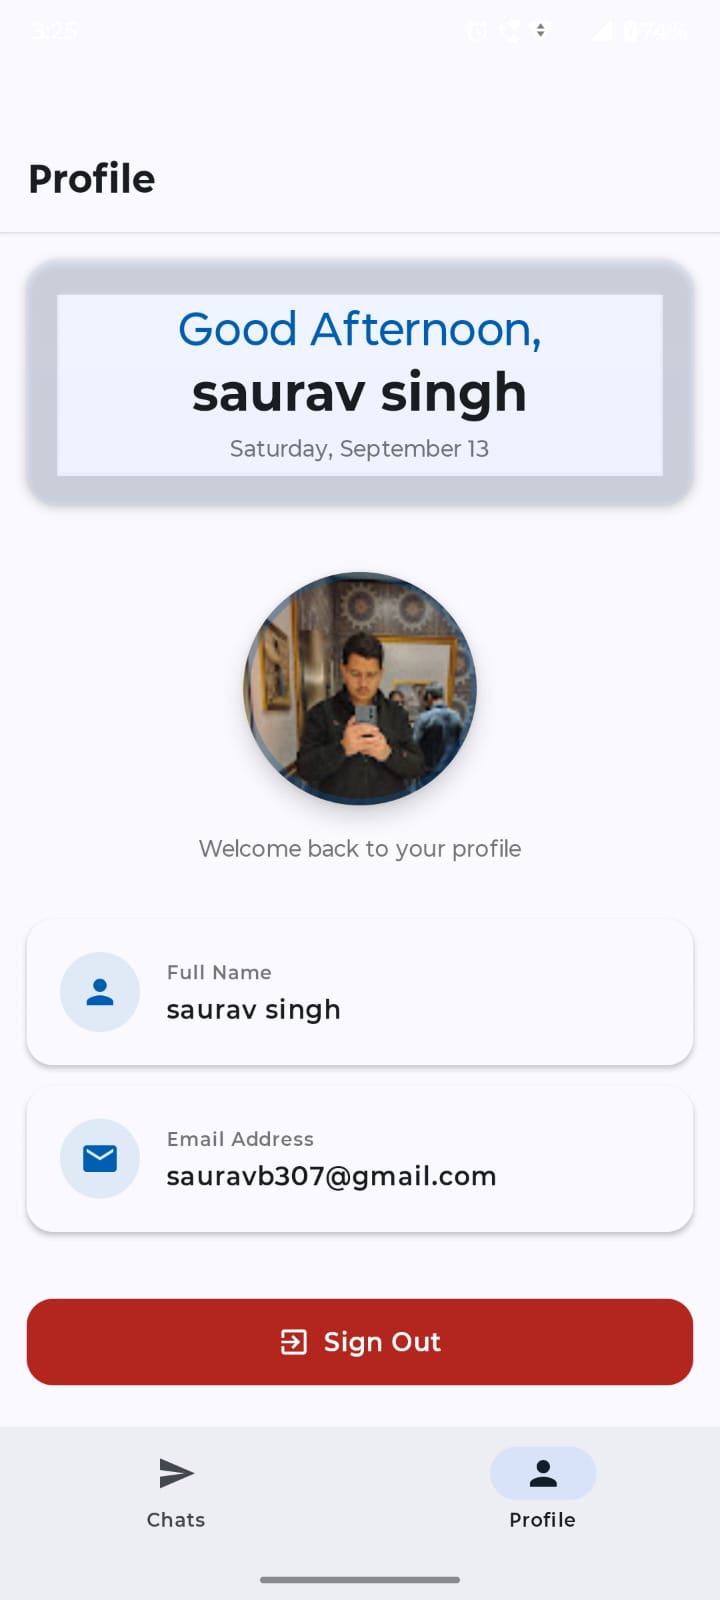 3:25
74%
Profile
Good Afternoon,
saurav singh
Saturday, September 13
Welcome back to your profile
Full Name
saurav singh
Email Address
sauravb307@gmail.com
Sign Out
Chats
Profile